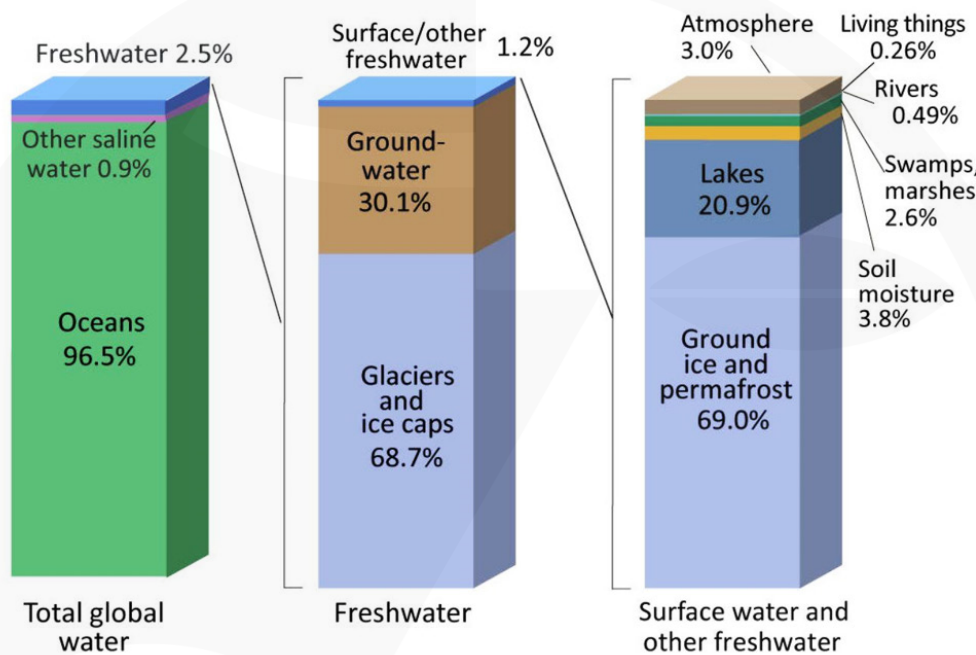 Freshwater 2.5%
Other saline
water 0.9%
Oceans
96.5%
Total global
water
Surface/other
freshwater
1.2%
Ground-
water
30.1%
Glaciers
and
ice caps
68.7%
Freshwater
Atmosphere
3.0%
Living things
0.26%
Rivers
0.49%
Swamps,
marshes
2.6%
Soil
moisture
3.8%
Lakes
20.9%
Ground
ice and
permafrost
69.0%
Surface water and
other freshwater